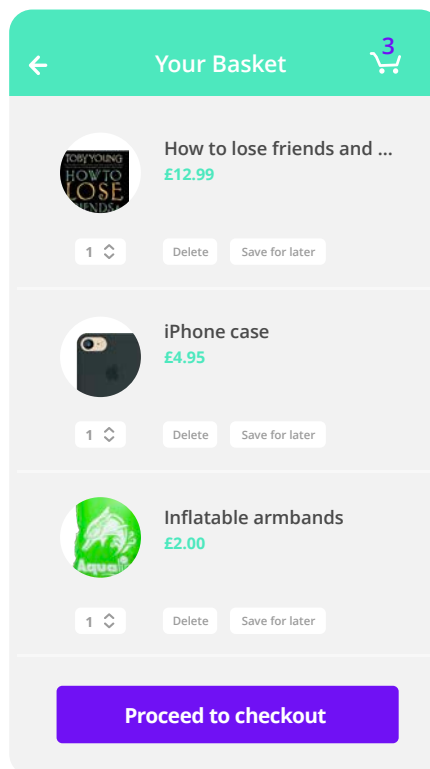 3
Your Basket
TOBY YOUNG
HOW TO
LOSE
How to lose friends and ...
£12.99
1
Delete
Save for later
iPhone case
£4.95
1
Delete
Save for later
Inflatable armbands
£2.00
Aqua
1
Delete
Save for later
Proceed to checkout